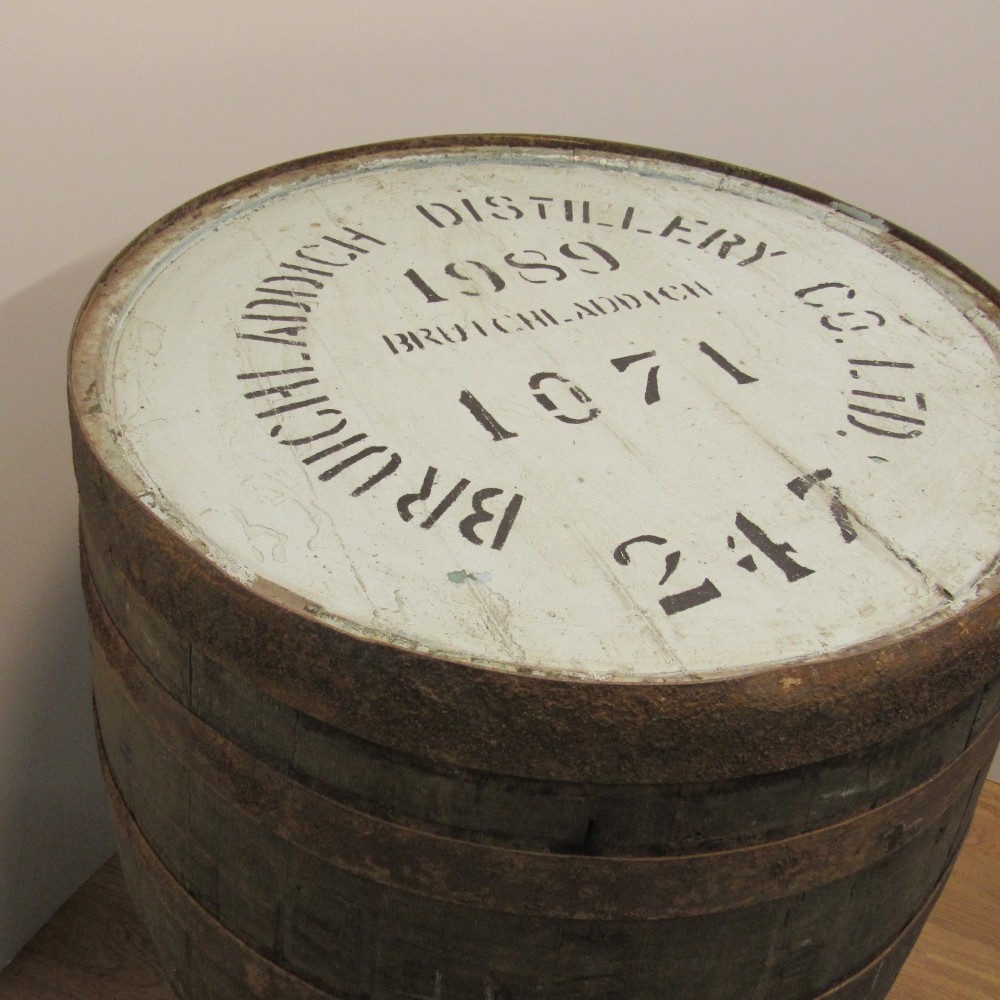 BRUICHLADDICH DISTILLERY CO. LTD.
1989
BRUICHLADDICH
1071
247